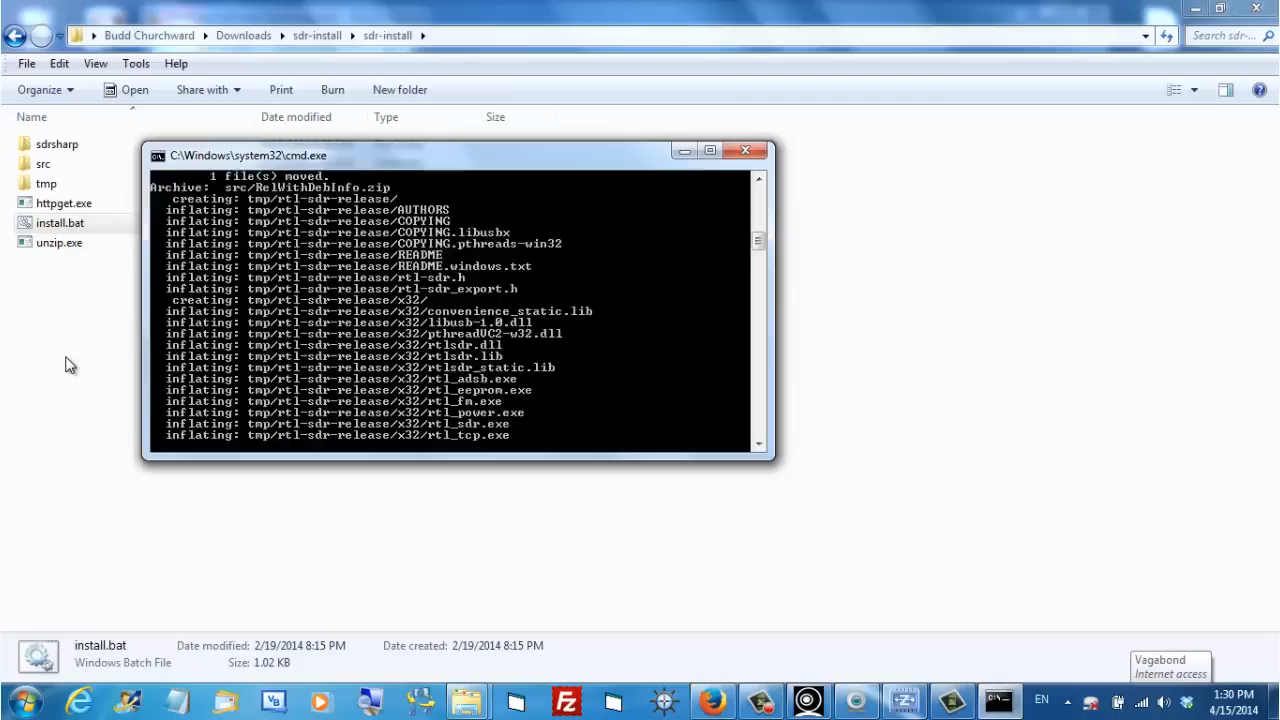 Budd Churchward Downloads sdr-install sdr-install
Search sdr-...
File Edit View Tools Help
Organize Open Share with Print Burn New folder
Name Date modified Type Size
sdrsharp
src
tmp
httpget.exe
install.bat
unzip.exe
C:\Windows\system32\cmd.exe
1 file(s) moved.
Archive: src/RelWithDebInfo.zip
creating: tmp/rtl-sdr-release/
inflating: tmp/rtl-sdr-release/AUTHORS
inflating: tmp/rtl-sdr-release/COPYING
inflating: tmp/rtl-sdr-release/COPYING.libusbx
inflating: tmp/rtl-sdr-release/COPYING.pthreads-win32
inflating: tmp/rtl-sdr-release/README
inflating: tmp/rtl-sdr-release/README.windows.txt
inflating: tmp/rtl-sdr-release/rtl-sdr.h
inflating: tmp/rtl-sdr-release/rtl-sdr_export.h
creating: tmp/rtl-sdr-release/x32/
inflating: tmp/rtl-sdr-release/x32/convenience_static.lib
inflating: tmp/rtl-sdr-release/x32/libusb-1.0.dll
inflating: tmp/rtl-sdr-release/x32/pthreadVC2-w32.dll
inflating: tmp/rtl-sdr-release/x32/rtlsdr.dll
inflating: tmp/rtl-sdr-release/x32/rtlsdr.lib
inflating: tmp/rtl-sdr-release/x32/rtlsdr_static.lib
inflating: tmp/rtl-sdr-release/x32/rtl_adsb.exe
inflating: tmp/rtl-sdr-release/x32/rtl_eeprom.exe
inflating: tmp/rtl-sdr-release/x32/rtl_fm.exe
inflating: tmp/rtl-sdr-release/x32/rtl_power.exe
inflating: tmp/rtl-sdr-release/x32/rtl_sdr.exe
inflating: tmp/rtl-sdr-release/x32/rtl_tcp.exe
install.bat Date modified: 2/19/2014 8:15 PM Date created: 2/19/2014 8:15 PM
Windows Batch File Size: 1.02 KB
Vagabond
Internet access
EN
1:30 PM
4/15/2014